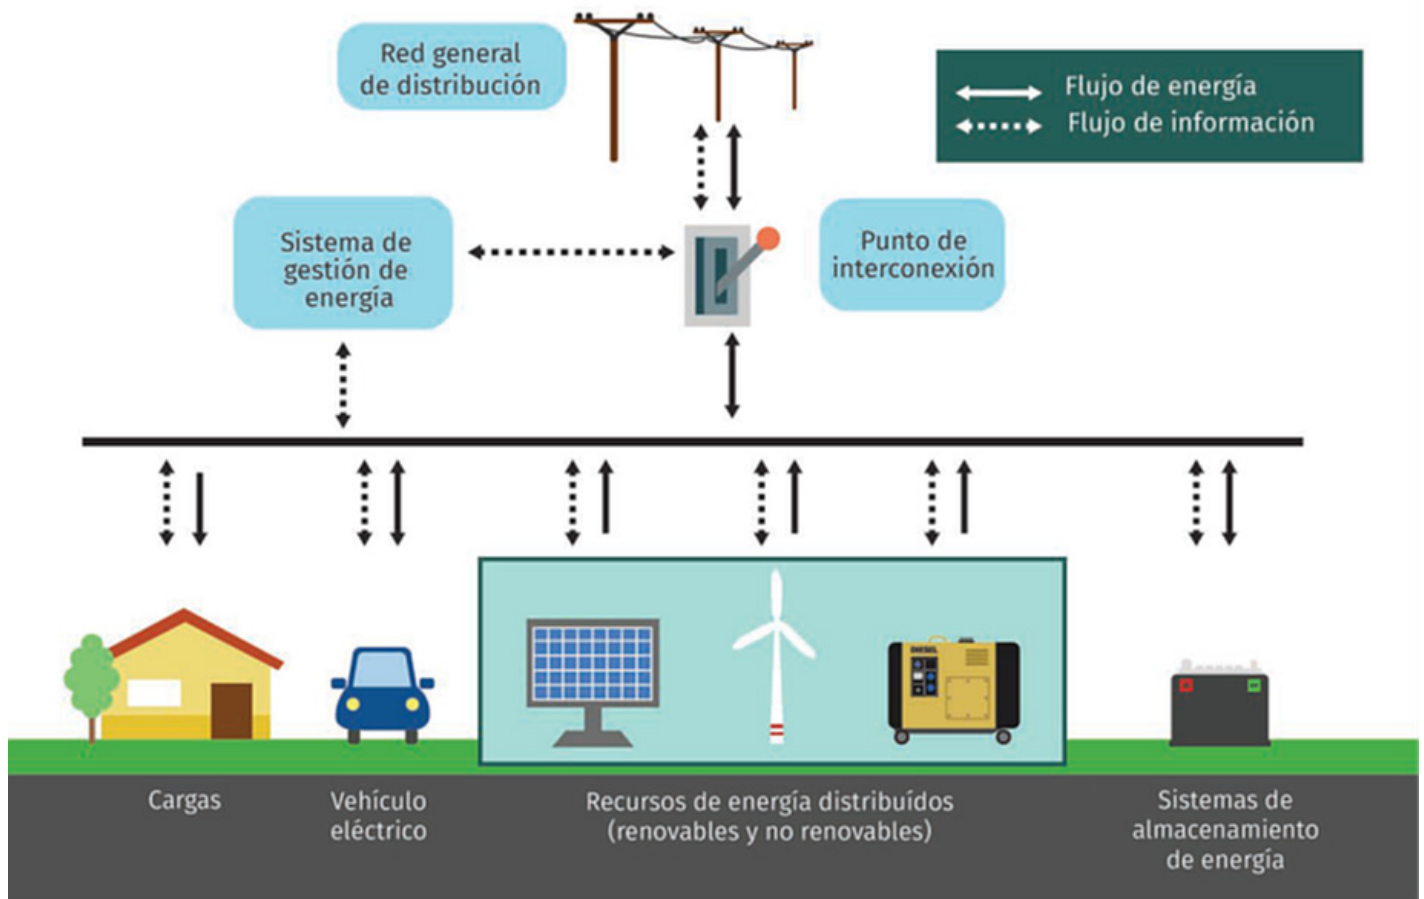 Red general
de distribución
Flujo de energía
Flujo de información
Sistema de
gestión de
energía
Punto de
interconexión
DIESEL
Cargas
Vehículo
eléctrico
Recursos de energía distribuídos
(renovables y no renovables)
Sistemas de
almacenamiento
de energía